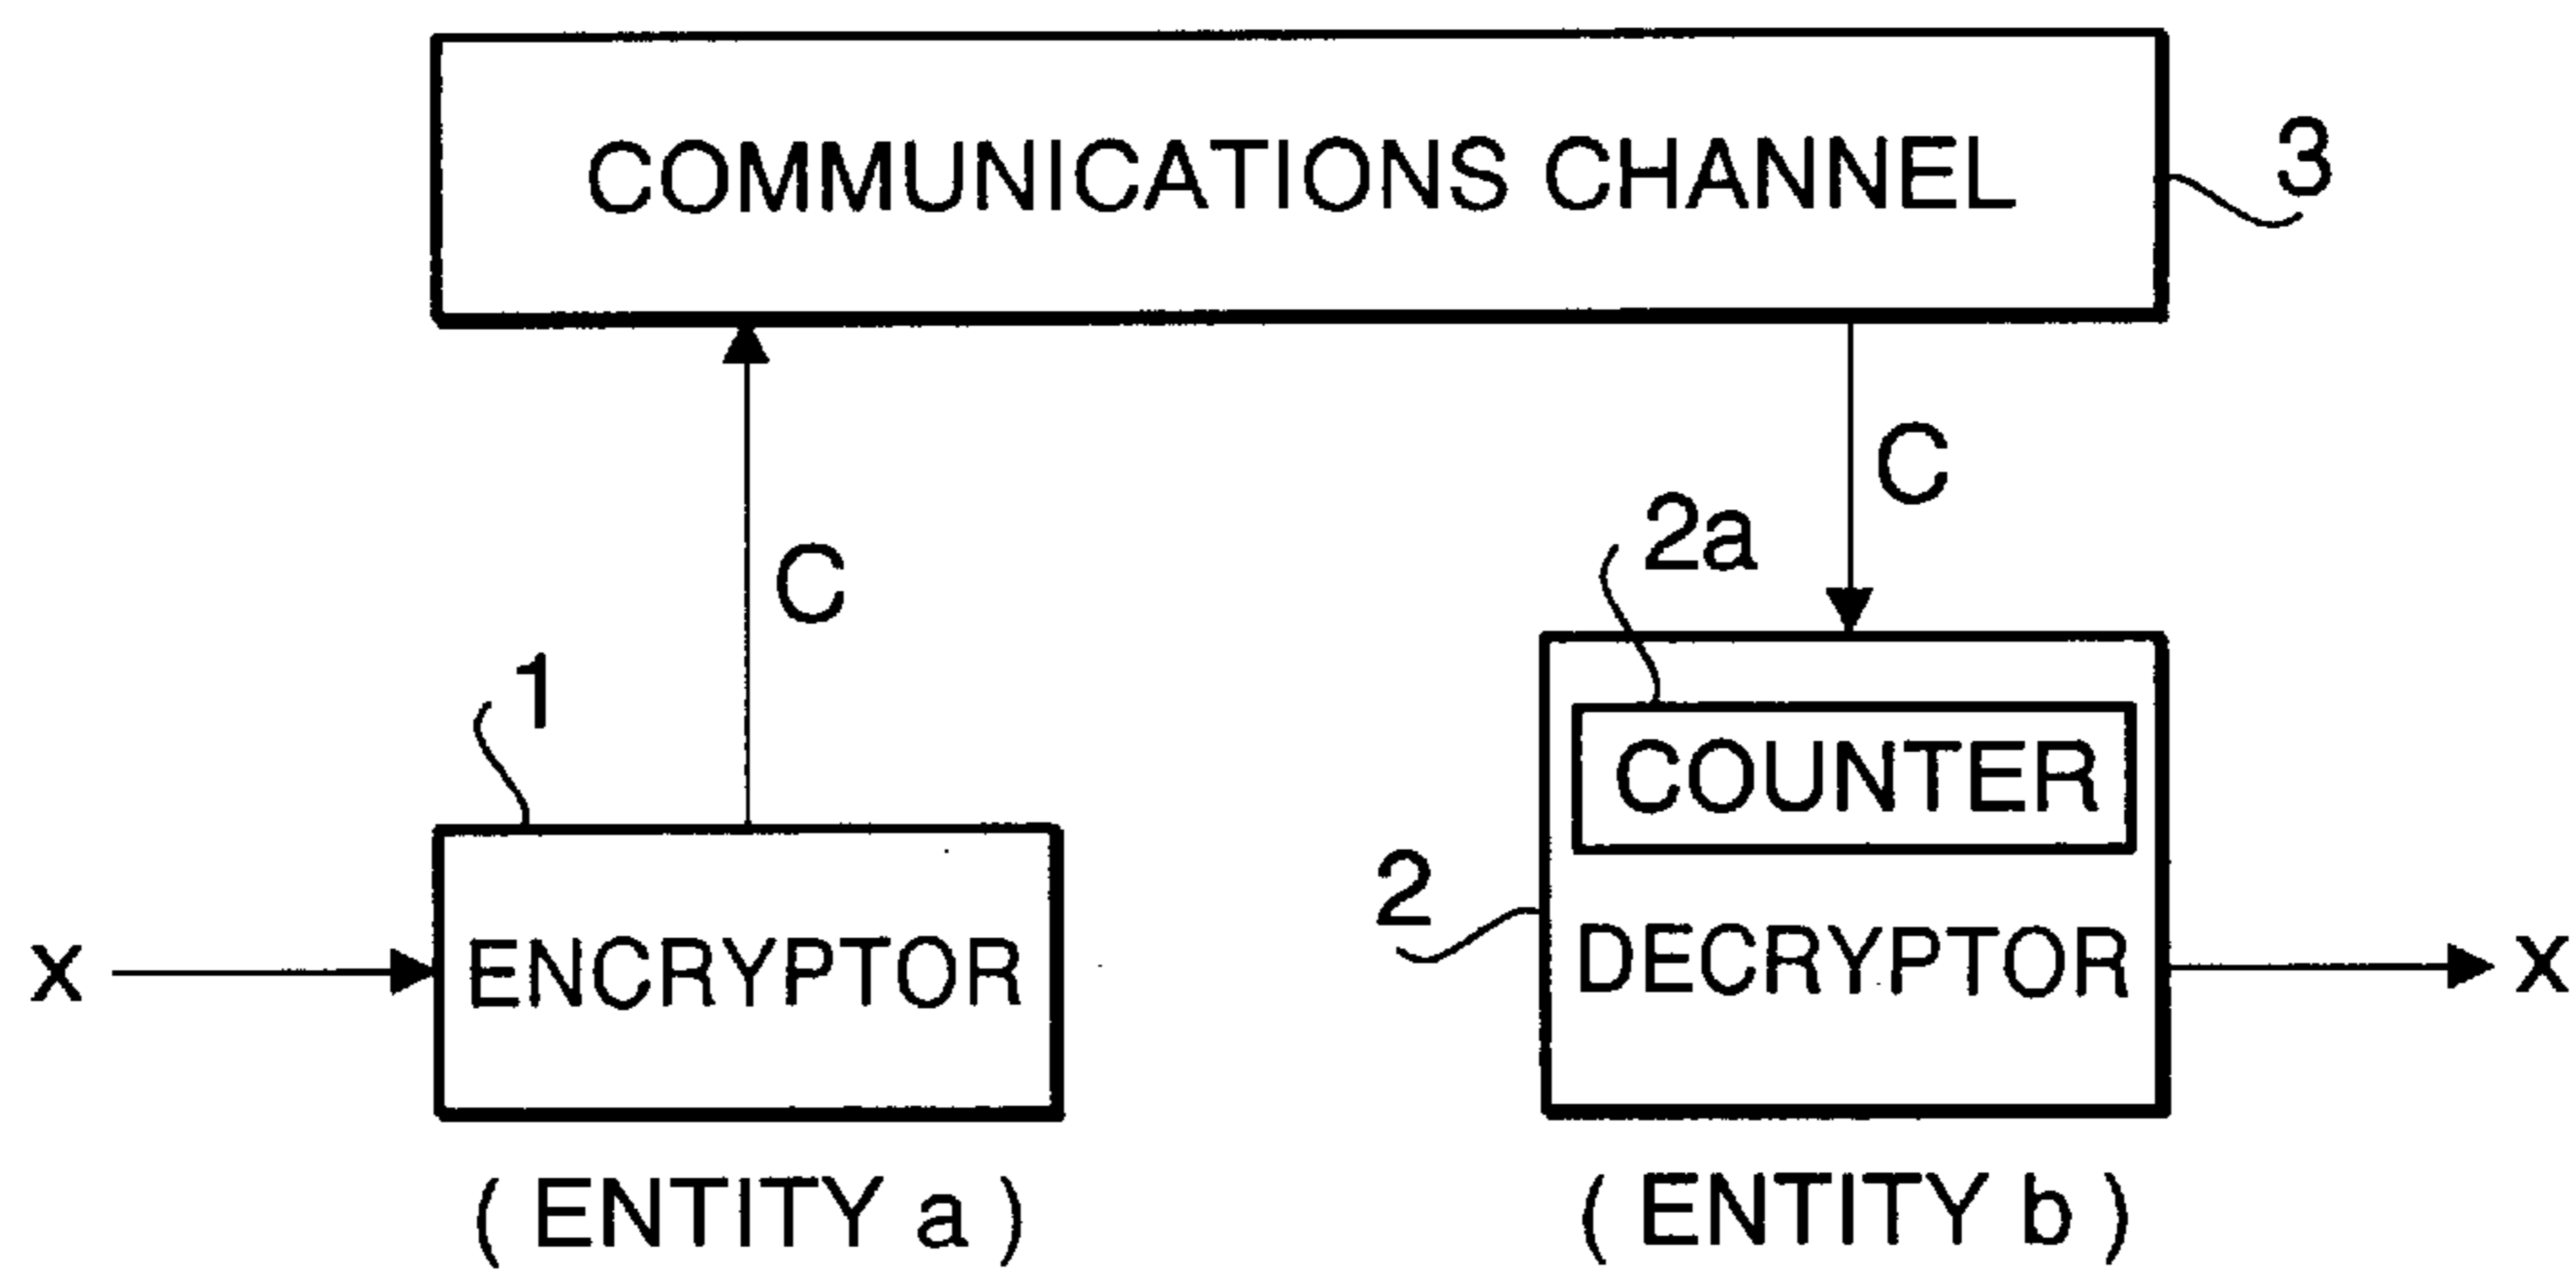 COMMUNICATIONS CHANNEL
3
C
2a
C
1
COUNTER
2
x
ENCRYPTOR
DECRYPTOR
x
( ENTITY a )
( ENTITY b )